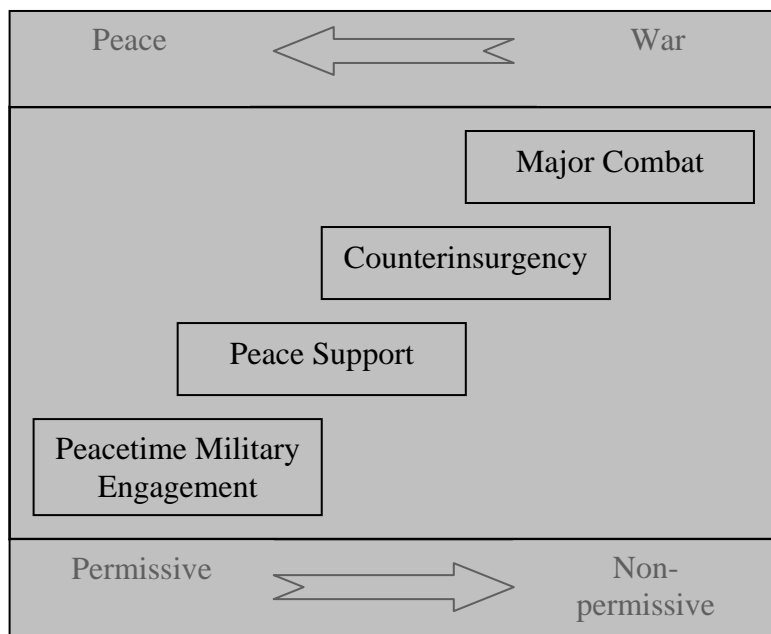 Peace
War
Major Combat
Counterinsurgency
Peace Support
Peacetime Military
Engagement
Permissive
Non-
permissive